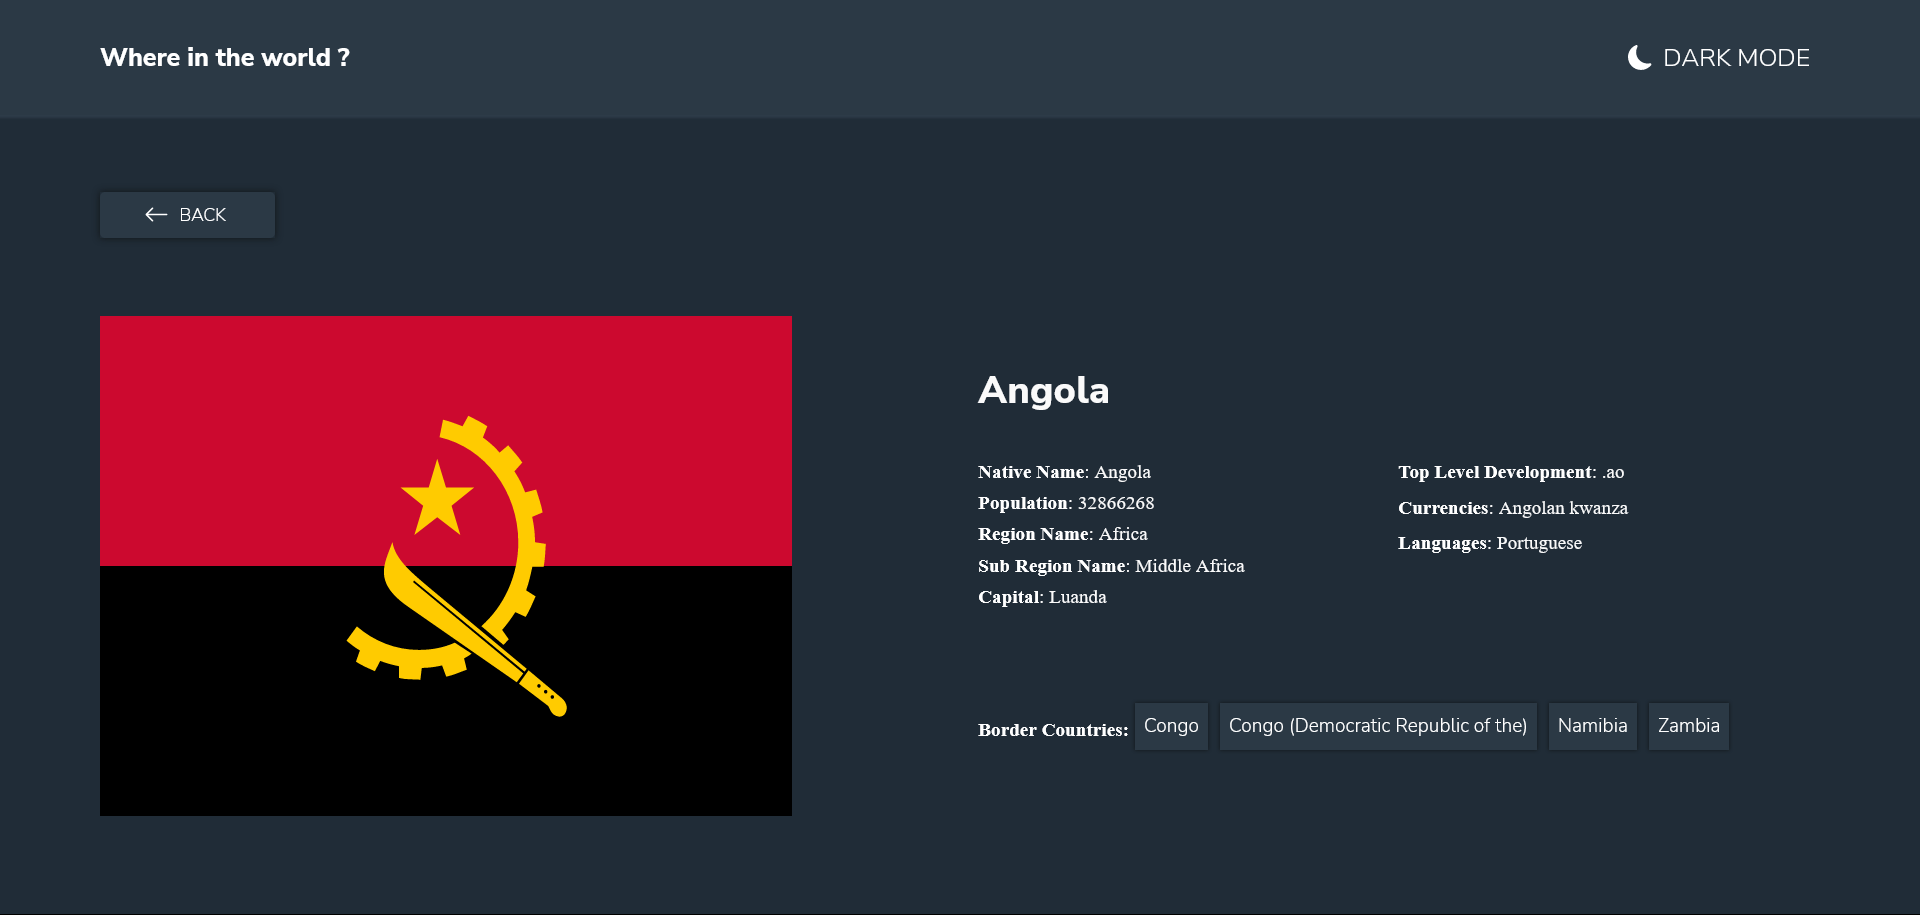 Where in the world ?
DARK MODE
BACK
Angola
Native Name: Angola
Population: 32866268
Region Name: Africa
Sub Region Name: Middle Africa
Capital: Luanda
Top Level Development: .ao
Currencies: Angolan kwanza
Languages: Portuguese
Border Countries: Congo Congo (Democratic Republic of the) Namibia Zambia